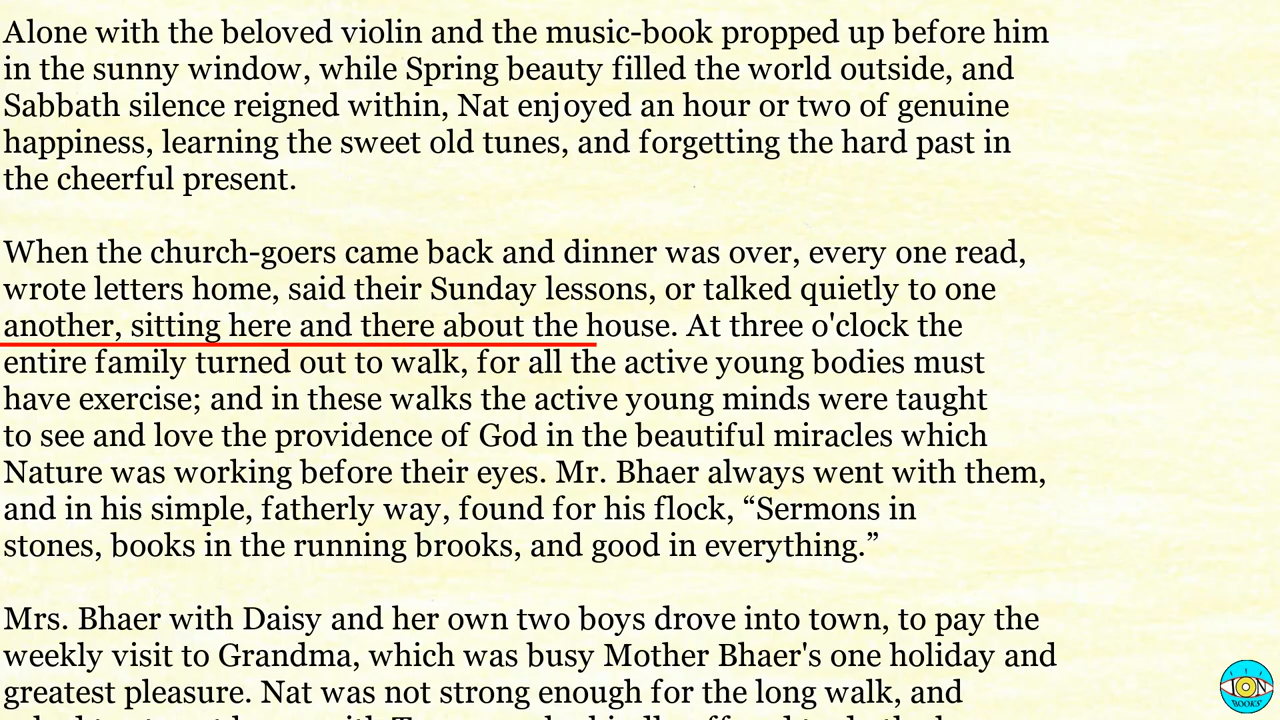 Alone with the beloved violin and the music-book propped up before him
in the sunny window, while Spring beauty filled the world outside, and
Sabbath silence reigned within, Nat enjoyed an hour or two of genuine
happiness, learning the sweet old tunes, and forgetting the hard past in
the cheerful present.
When the church-goers came back and dinner was over, every one read,
wrote letters home, said their Sunday lessons, or talked quietly to one
another, sitting here and there about the house. At three o'clock the
entire family turned out to walk, for all the active young bodies must
have exercise; and in these walks the active young minds were taught
to see and love the providence of God in the beautiful miracles which
Nature was working before their eyes. Mr. Bhaer always went with them,
and in his simple, fatherly way, found for his flock, “Sermons in
stones, books in the running brooks, and good in everything.”
Mrs. Bhaer with Daisy and her own two boys drove into town, to pay the
weekly visit to Grandma, which was busy Mother Bhaer's one holiday and
greatest pleasure. Nat was not strong enough for the long walk, and
ION
BOOKS